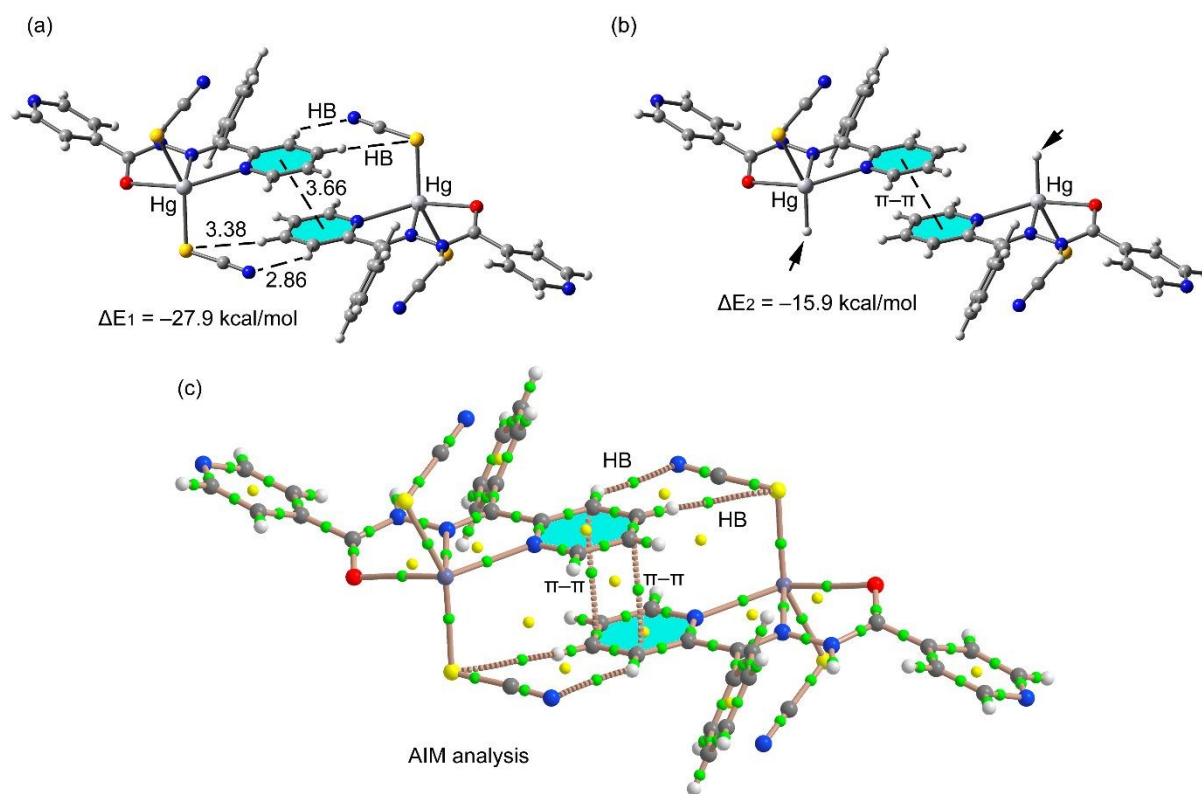 (a)
(b)
HB
HB
Hg
3.66
Hg
3.38
2.86
ΔE1 = –27.9 kcal/mol
Hg
π–π
Hg
ΔE2 = –15.9 kcal/mol
(c)
HB
HB
π–π
π–π
AIM analysis